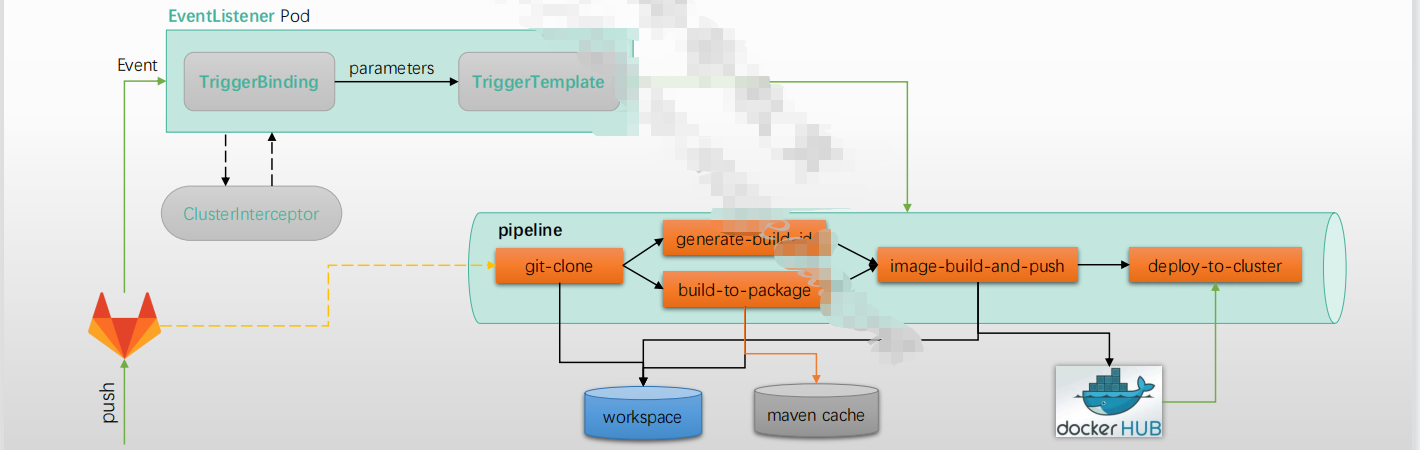 EventListener Pod
Event
TriggerBinding
parameters
TriggerTemplate
ClusterInterceptor
pipeline
git-clone
generate-build-id
build-to-package
image-build-and-push
deploy-to-cluster
push
workspace
maven cache
docker HUB